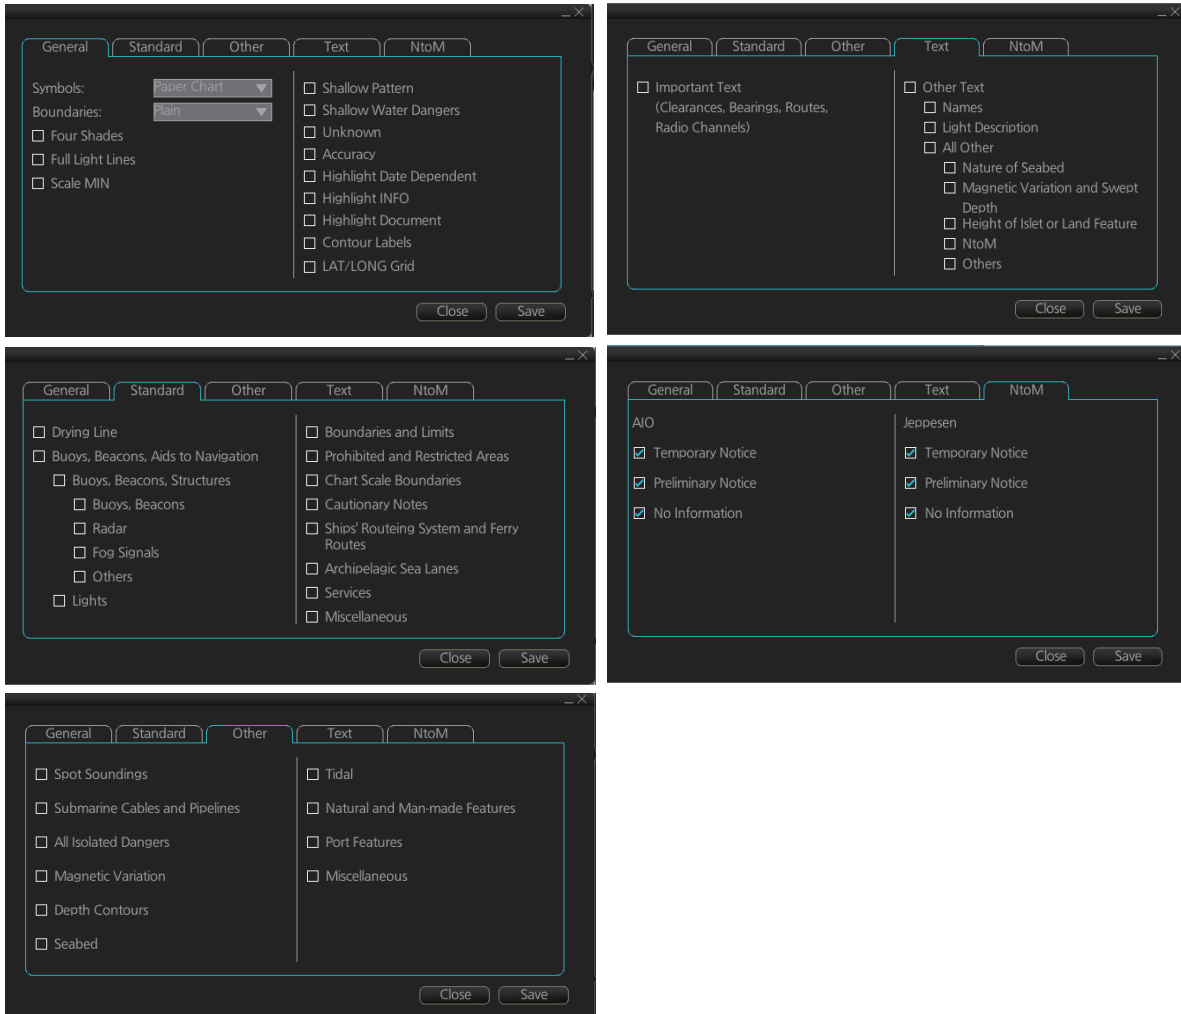 General Standard Other Text NtoM
Symbols: Paper Chart
Boundaries: Plain
Four Shades
Full Light Lines
Scale MIN
Shallow Pattern
Shallow Water Dangers
Unknown
Accuracy
Highlight Date Dependent
Highlight INFO
Highlight Document
Contour Labels
LAT/LONG Grid
Close Save
General Standard Other Text NtoM
Important Text
(Clearances, Bearings, Routes,
Radio Channels)
Other Text
Names
Light Description
All Other
Nature of Seabed
Magnetic Variation and Swept
Depth
Height of Islet or Land Feature
NtoM
Others
Close Save
General Standard Other Text NtoM
Drying Line
Buoys, Beacons, Aids to Navigation
Buoys, Beacons, Structures
Buoys, Beacons
Radar
Fog Signals
Others
Lights
Boundaries and Limits
Prohibited and Restricted Areas
Chart Scale Boundaries
Cautionary Notes
Ships' Routeing System and Ferry
Routes
Archipelagic Sea Lanes
Services
Miscellaneous
Close Save
General Standard Other Text NtoM
AIO
Temporary Notice
Preliminary Notice
No Information
Jeppesen
Temporary Notice
Preliminary Notice
No Information
Close Save
General Standard Other Text NtoM
Spot Soundings
Submarine Cables and Pipelines
All Isolated Dangers
Magnetic Variation
Depth Contours
Seabed
Tidal
Natural and Man-made Features
Port Features
Miscellaneous
Close Save